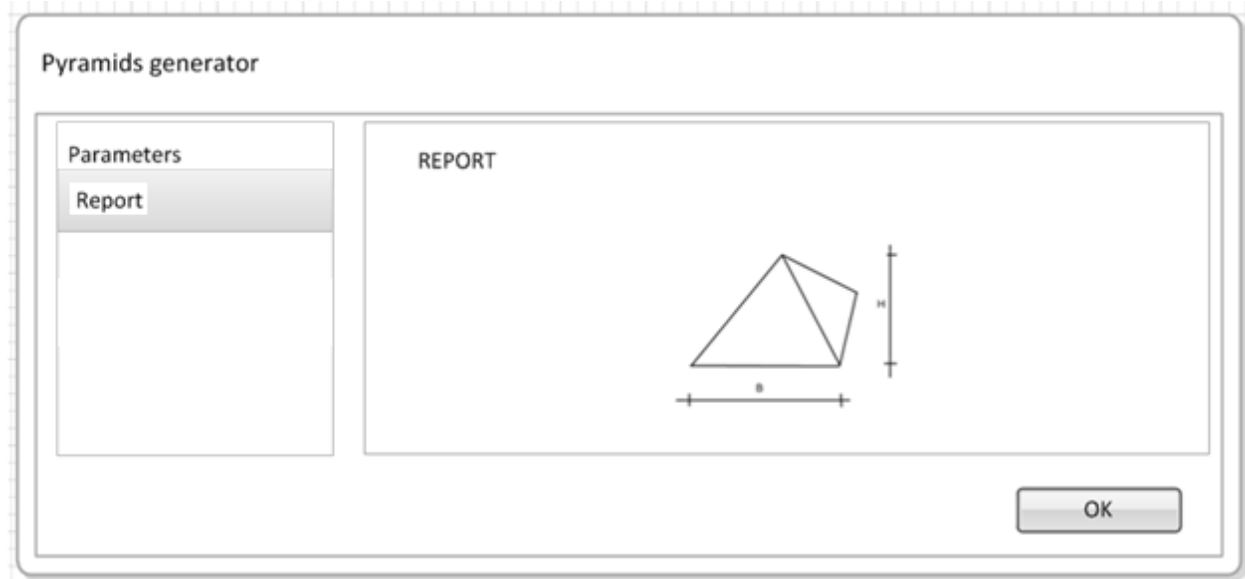 Pyramids generator
Parameters
Report
REPORT
H
B
OK